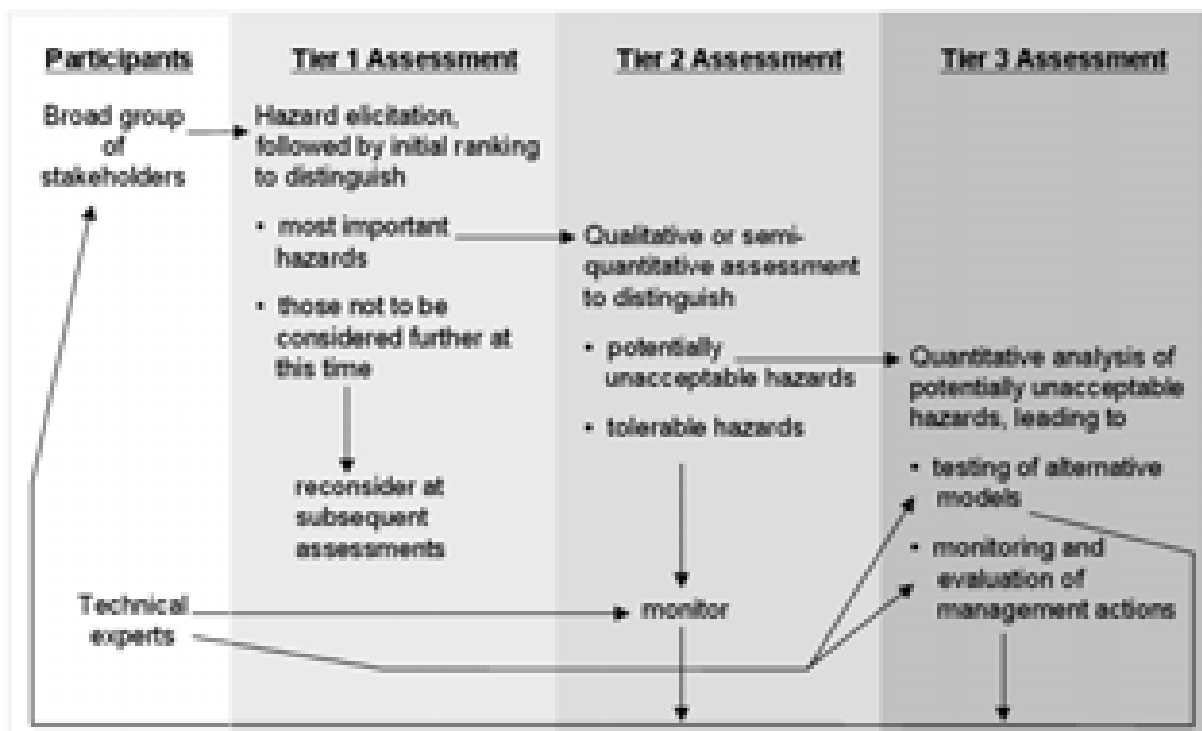 Participants
Broad group
of
stakeholders
Technical
experts
Tier 1 Assessment
Hazard elicitation,
followed by initial ranking
to distinguish
• most important
hazards
• those not to be
considered further at
this time
reconsider at
subsequent
assessments
Tier 2 Assessment
Qualitative or semi-
quantitative assessment
to distinguish
• potentially
unacceptable hazards
• tolerable hazards
monitor
Tier 3 Assessment
Quantitative analysis of
potentially unacceptable
hazards, leading to
• testing of alternative
models
• monitoring and
evaluation of
management actions